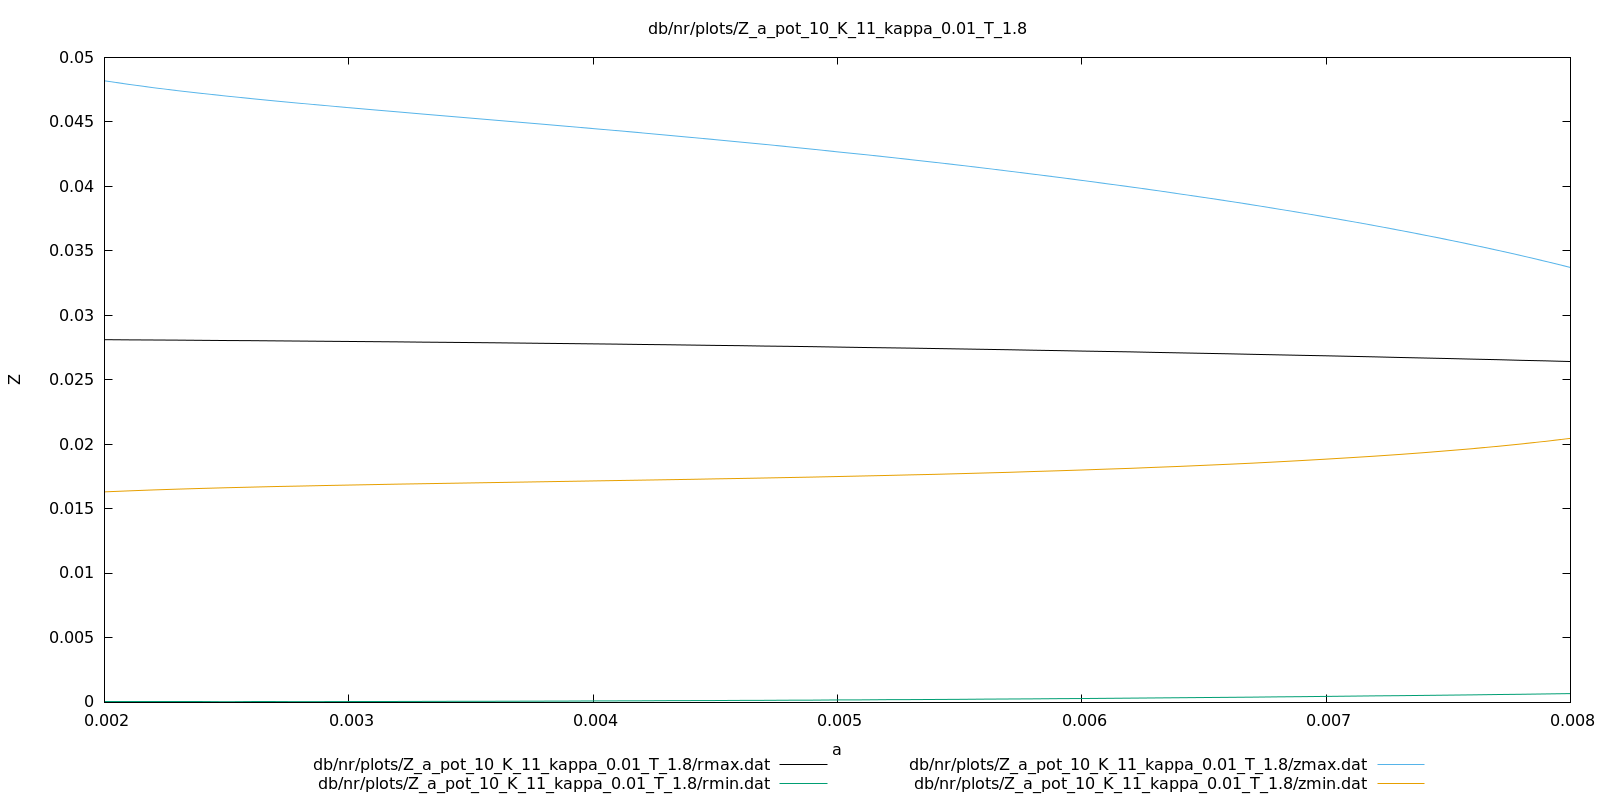 db/nr/plots/Z_a_pot_10_K_11_kappa_0.01_T_1.8
0.05
0.045
0.04
0.035
0.03
0.025
0.02
0.015
0.01
0.005
0
Z
0.002 0.003 0.004 0.005 0.006 0.007 0.008
a
db/nr/plots/Z_a_pot_10_K_11_kappa_0.01_T_1.8/rmax.dat db/nr/plots/Z_a_pot_10_K_11_kappa_0.01_T_1.8/zmax.dat
db/nr/plots/Z_a_pot_10_K_11_kappa_0.01_T_1.8/rmin.dat db/nr/plots/Z_a_pot_10_K_11_kappa_0.01_T_1.8/zmin.dat